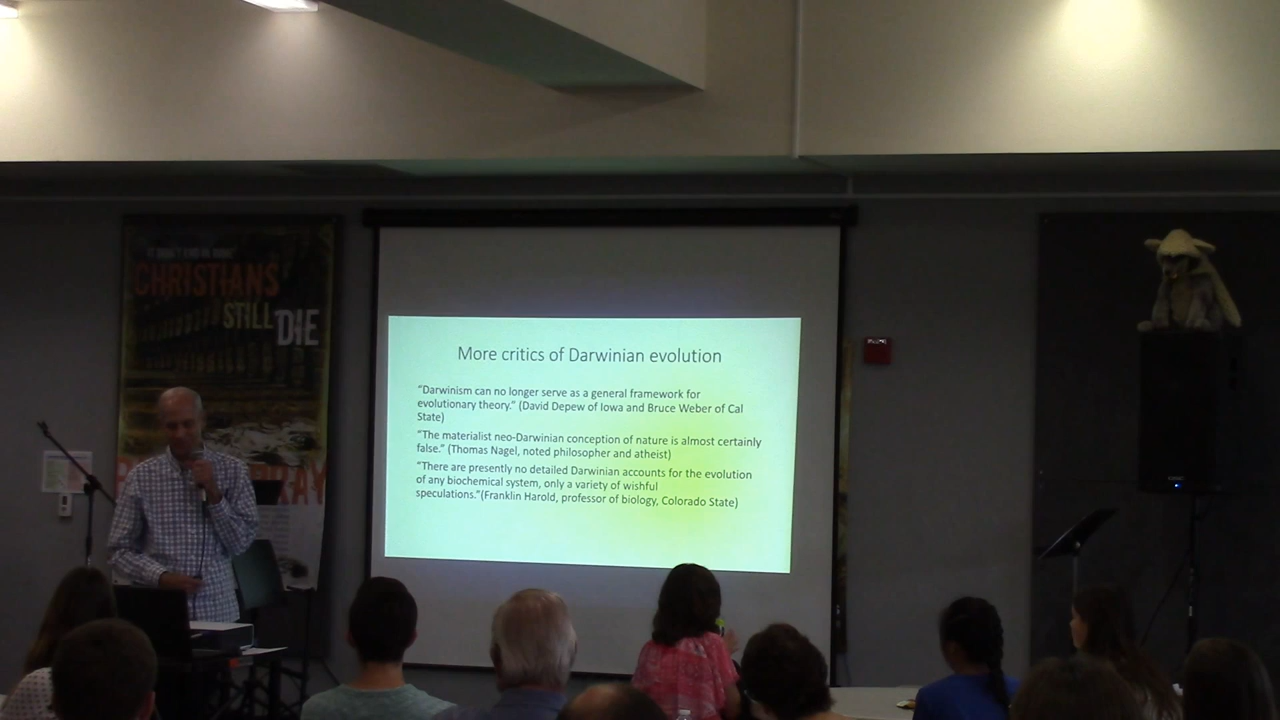 CHRISTIANS
STILL DIE
More critics of Darwinian evolution
“Darwinism can no longer serve as a general framework for
evolutionary theory.” (David Depew of Iowa and Bruce Weber of Cal
State)
“The materialist neo-Darwinian conception of nature is almost certainly
false.” (Thomas Nagel, noted philosopher and atheist)
“There are presently no detailed Darwinian accounts for the evolution
of any biochemical system, only a variety of wishful
speculations.”(Franklin Harold, professor of biology, Colorado State)